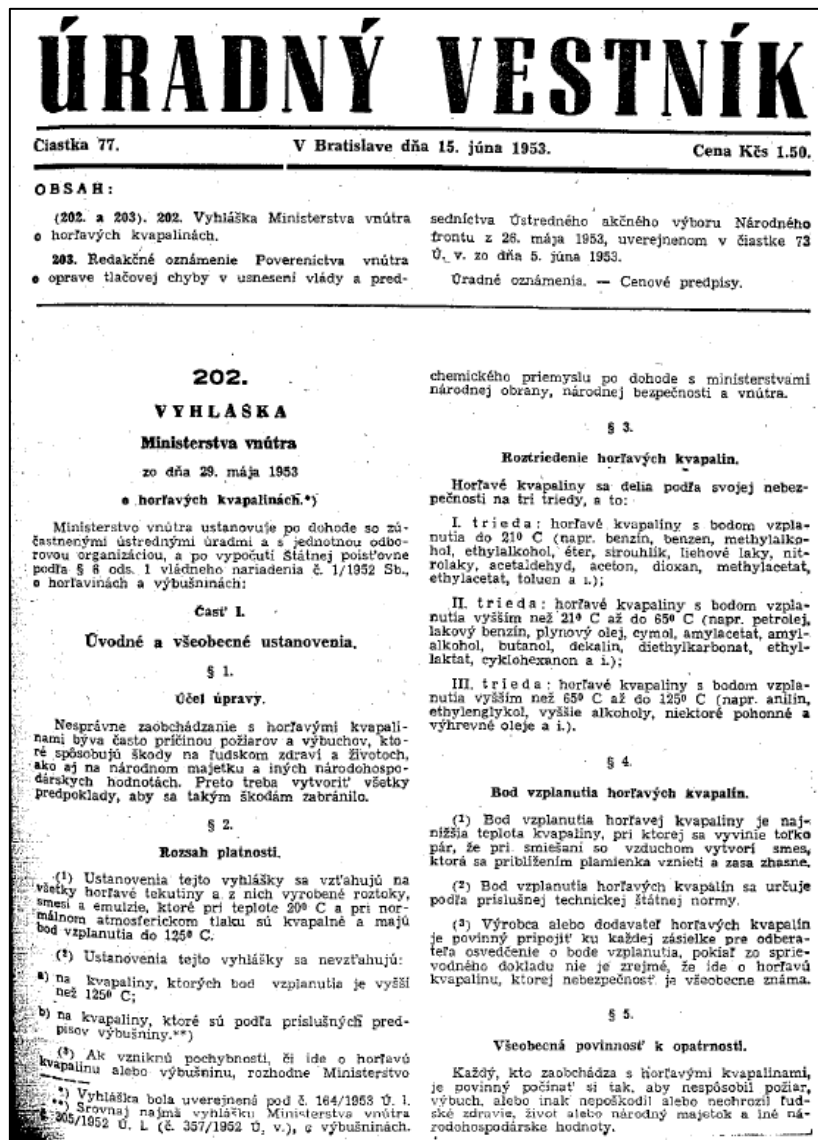 ÚRADNÝ VESTNÍK
Čiastka 77.
V Bratislave dňa 15. júna 1953.
Cena Kčs 1.50.
OBSAH:
(202. a 203). 202. Vyhláška Ministerstva vnútra
o horľavých kvapalinách.
203. Redakčné oznámenie Povereníctva vnútra
o oprave tlačovej chyby v usnesení vlády a pred-
sedníctva Ústredného akčného výboru Národného
frontu z 26. mája 1953, uverejnenom v čiastke 73
Ú. v. zo dňa 5. júna 1953.
Úradné oznámenia. — Cenové predpisy.
202.
VYHLÁŠKA
Ministerstva vnútra
zo dňa 29. mája 1953
o horľavých kvapalinách.*)
Ministerstvo vnútra ustanovuje po dohode so zú-
častnenými ústrednými úradmi a s jednotnou odbo-
rovou organizáciou, a po vypočutí Štátnej poisťovne
podľa § 6 ods. 1 vládneho nariadenia č. 1/1952 Sb.,
o horľavinách a výbušninách:
Časť I.
Úvodné a všeobecné ustanovenia.
§ 1.
Účel úpravy.
Nesprávne zaobchádzanie s horľavými kvapali-
nami býva často príčinou požiarov a výbuchov, kto-
ré spôsobujú škody na ľudskom zdraví a životoch,
ako aj na národnom majetku a iných národohospo-
dárskych hodnotách. Preto treba vytvoriť všetky
predpoklady, aby sa takým škodám zabránilo.
§ 2.
Rozsah platnosti.
(1) Ustanovenia tejto vyhlášky sa vzťahujú na
všetky horľavé tekutiny a z nich vyrobené roztoky,
smesi a emulzie, ktoré pri teplote 20º C a pri nor-
málnom atmosferickom tlaku sú kvapalné a majú
bod vzplanutia do 125º C.
(2) Ustanovenia tejto vyhlášky sa nevzťahujú:
a) na kvapaliny, ktorých bod vzplanutia je vyšší
než 125º C;
b) na kvapaliny, ktoré sú podľa príslušných pred-
pisov výbušniny.**)
(3) Ak vzniknú pochybnosti, či ide o horľavú
kvapalinu alebo výbušninu, rozhodne Ministerstvo
*) Vyhláška bola uverejnená pod č. 164/1953 Ú. l.
**) Srovnaj najmä vyhlášku Ministerstva vnútra
č. 305/1952 Ú. l. (č. 357/1952 Ú. v.), o výbušninách.
chemického priemyslu po dohode s ministerstvami
národnej obrany, národnej bezpečnosti a vnútra.
§ 3.
Roztriedenie horľavých kvapalín.
Horľavé kvapaliny sa delia podľa svojej nebez-
pečnosti na tri triedy, a to:
I. trieda: horľavé kvapaliny s bodom vzpla-
nutia do 21º C (napr. benzín, benzen, methylalko-
hol, ethylalkohol, éter, sirouhlík, liehové laky, nit-
rolaky, acetaldehyd, aceton, dioxan, methylacetat,
ethylacetat, toluen a i.);
II. trieda: horľavé kvapaliny s bodom vzpla-
nutia vyšším než 21º C až do 65º C (napr. petrolej,
lakový benzín, plynový olej, cymol, amylacetat, amyl-
alkohol, butanol, dekalin, diethylkarbonat, ethyl-
laktat, cyklohexanon a i.);
III. trieda: horľavé kvapaliny s bodom vzpla-
nutia vyšším než 65º C až do 125º C (napr. anilin,
ethylenglykol, vyššie alkoholy, niektoré pohonné a
výhrevné oleje a i.).
§ 4.
Bod vzplanutia horľavých kvapalín.
(1) Bod vzplanutia horľavej kvapaliny je naj-
nižšia teplota kvapaliny, pri ktorej sa vyvinie toľko
pár, že pri smiešaní so vzduchom vytvorí smes,
ktorá sa priblížením plamienka vznieti a zasa zhasne.
(2) Bod vzplanutia horľavých kvapalín sa určuje
podľa príslušnej technickej štátnej normy.
(3) Výrobca alebo dodavateľ horľavých kvapalín
je povinný pripojiť ku každej zásielke pre odbera-
teľa osvedčenie o bode vzplanutia, pokiaľ zo sprie-
vodného dokladu nie je zrejmé, že ide o horľavú
kvapalinu, ktorej nebezpečnosť je všeobecne známa.
§ 5.
Všeobecná povinnosť k opatrnosti.
Každý, kto zaobchádza s horľavými kvapalinami,
je povinný počínať si tak, aby nespôsobil požiar,
výbuch, alebo inak nepoškodil alebo neohrozil ľud-
ské zdravie, život alebo národný majetok a iné ná-
rodohospodárske hodnoty.